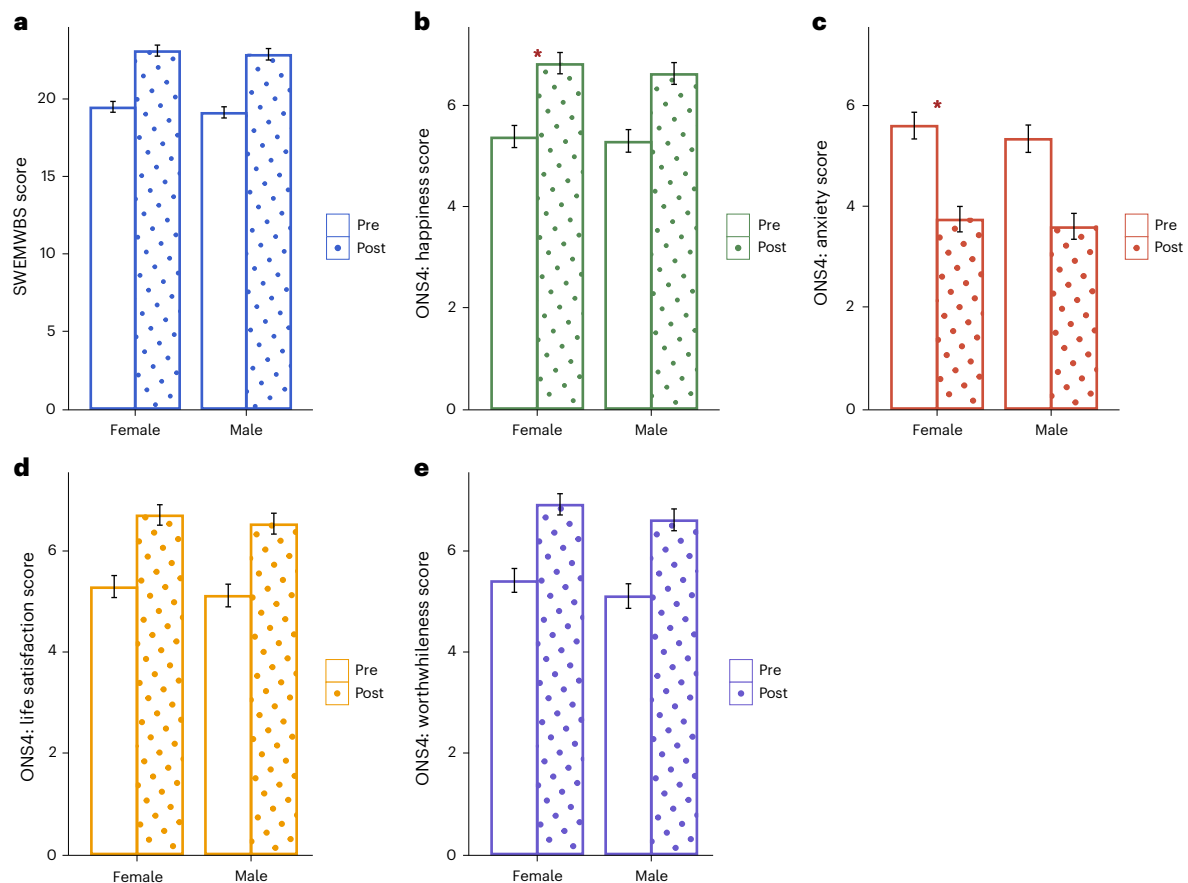 a
SWEMWBS score
20
15
10
5
0
Female
Male
Pre
Post
b
*
ONS4: happiness score
6
4
2
0
Female
Male
Pre
Post
c
*
ONS4: anxiety score
6
4
2
0
Female
Male
Pre
Post
d
ONS4: life satisfaction score
6
4
2
0
Female
Male
Pre
Post
e
ONS4: worthwhileness score
6
4
2
0
Female
Male
Pre
Post